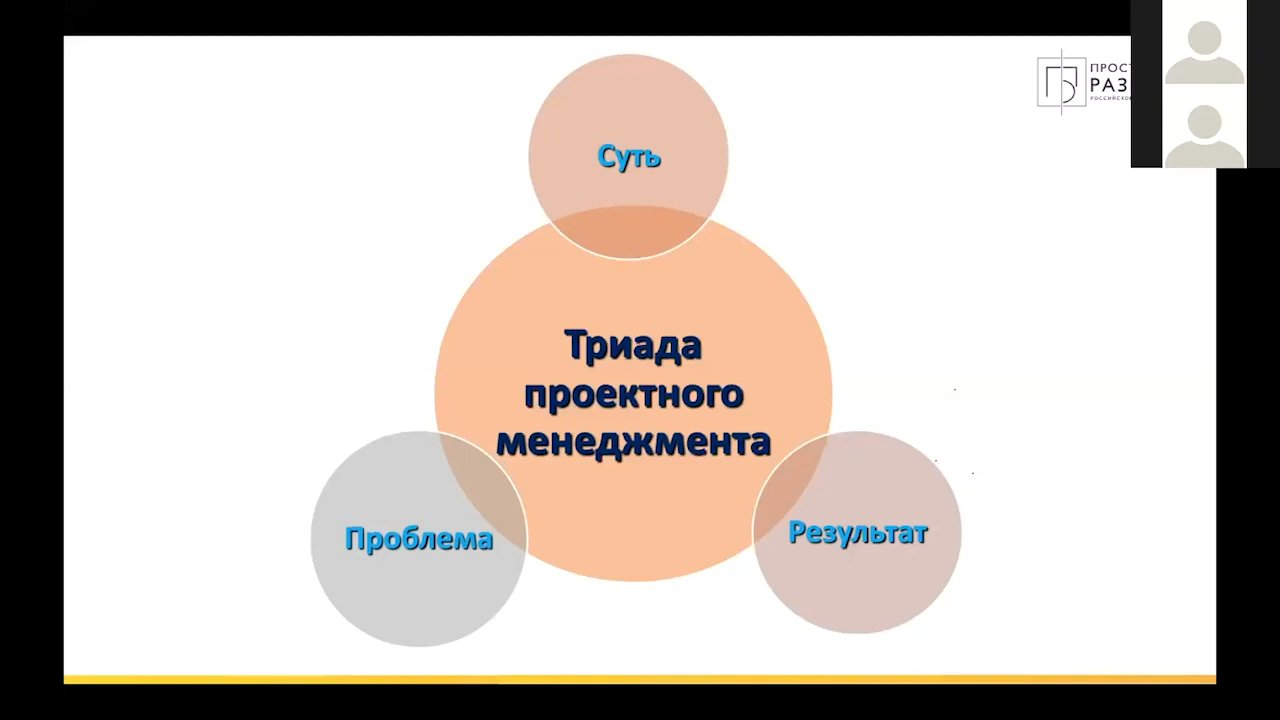 Суть
Триада
проектного
менеджмента
Проблема
Результат